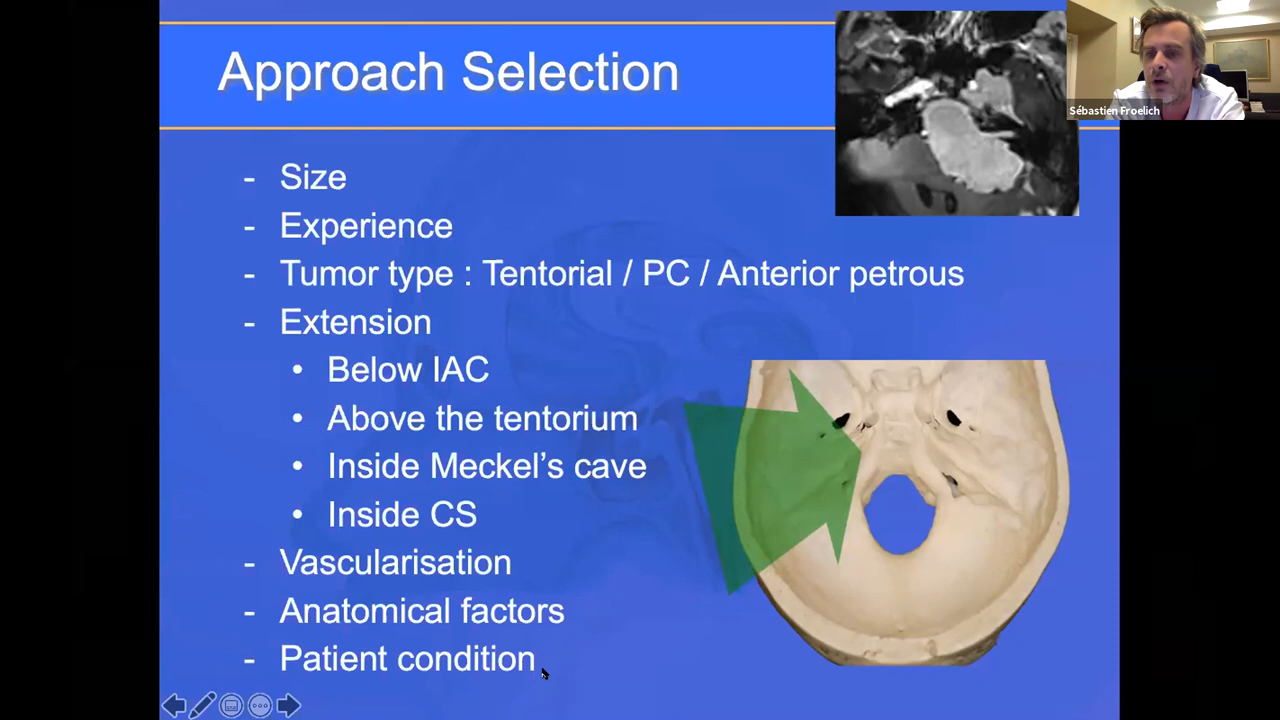 Approach Selection
Sébastien Froelich
- Size
- Experience
- Tumor type : Tentorial / PC / Anterior petrous
- Extension
• Below IAC
• Above the tentorium
• Inside Meckel’s cave
• Inside CS
- Vascularisation
- Anatomical factors
- Patient condition